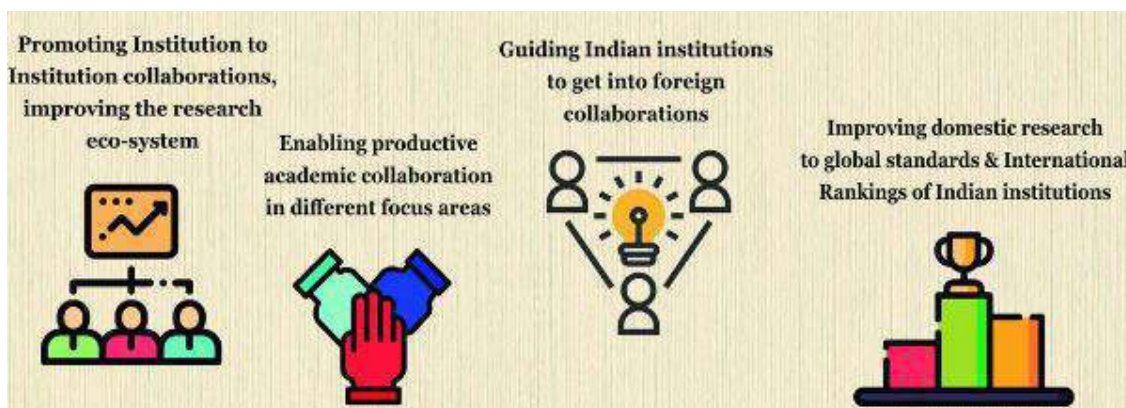 Promoting Institution to
Institution collaborations,
improving the research
eco-system
Enabling productive
academic collaboration
in different focus areas
Guiding Indian institutions
to get into foreign
collaborations
Improving domestic research
to global standards & International
Rankings of Indian institutions